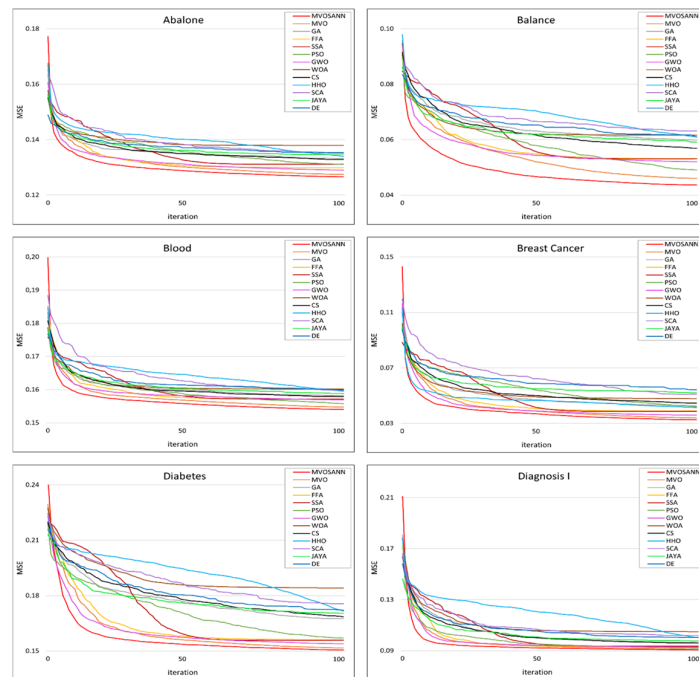 Abalone
0.18
0.16
0.14
0.12
MSE
0
50
100
iteration
MVOSANN
MVO
GA
FFA
SSA
PSO
GWO
WOA
CS
HHO
SCA
JAYA
DE
Balance
0.10
0.08
0.06
0.04
MSE
0
50
100
iteration
MVOSANN
MVO
GA
FFA
SSA
PSO
GWO
WOA
CS
HHO
SCA
JAYA
DE
Blood
0,20
0,19
0,18
0,17
0,16
0,15
MSE
0
50
100
iteration
MVOSANN
MVO
GA
FFA
SSA
PSO
GWO
WOA
CS
HHO
SCA
JAYA
DE
Breast Cancer
0.15
0.11
0.07
0.03
MSE
0
50
100
iteration
MVOSANN
MVO
GA
FFA
SSA
PSO
GWO
WOA
CS
HHO
SCA
JAYA
DE
Diabetes
0.24
0.21
0.18
0.15
MSE
0
50
100
iteration
MVOSANN
MVO
GA
FFA
SSA
PSO
GWO
WOA
CS
HHO
SCA
JAYA
DE
Diagnosis I
0.21
0.17
0.13
0.09
MSE
0
50
100
iteration
MVOSANN
MVO
GA
FFA
SSA
PSO
GWO
WOA
CS
HHO
SCA
JAYA
DE